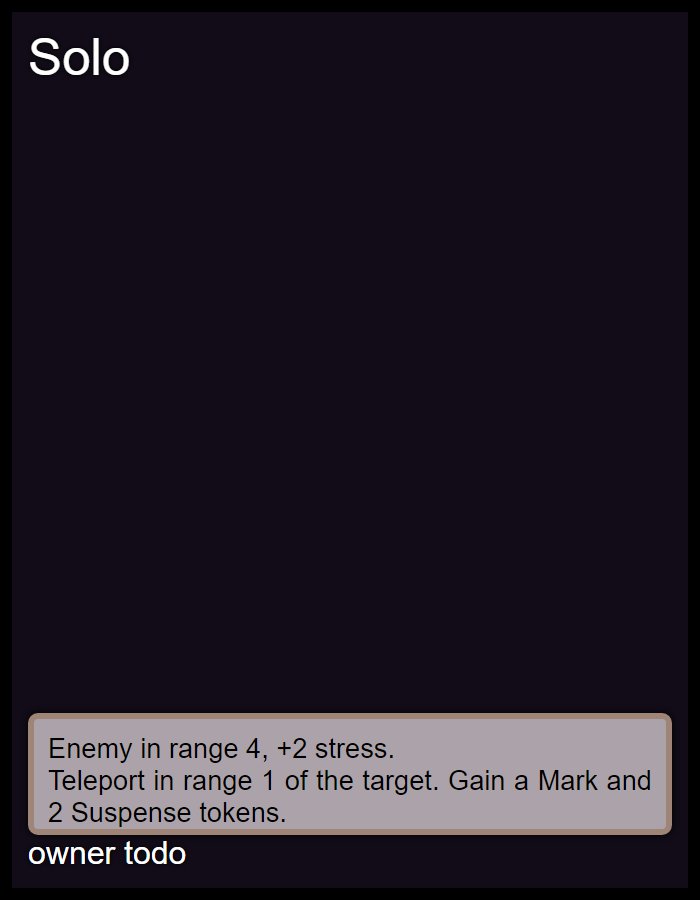 Solo
Enemy in range 4, +2 stress.
Teleport in range 1 of the target. Gain a Mark and
2 Suspense tokens.
owner todo